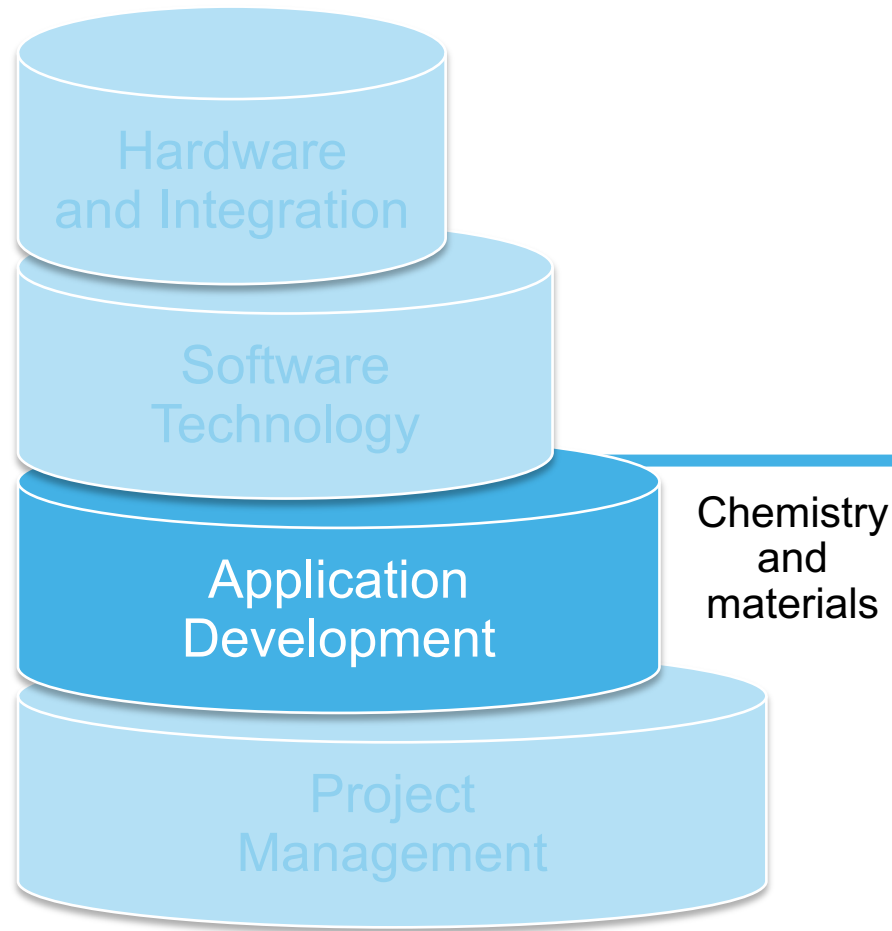 Hardware
and Integration
Software
Technology
Application
Development
Chemistry
and
materials
Project
Management